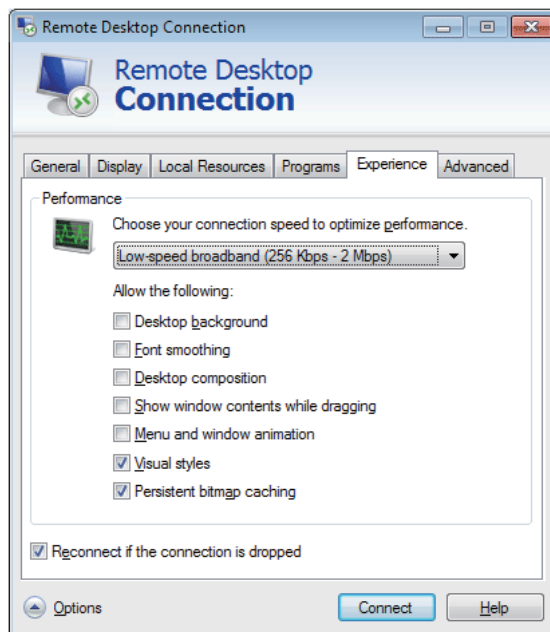 Remote Desktop Connection
Remote Desktop
Connection
General Display Local Resources Programs Experience Advanced
Performance
Choose your connection speed to optimize performance.
Low-speed broadband (256 Kbps - 2 Mbps)
Allow the following:
Desktop background
Font smoothing
Desktop composition
Show window contents while dragging
Menu and window animation
Visual styles
Persistent bitmap caching
Reconnect if the connection is dropped
Options Connect Help